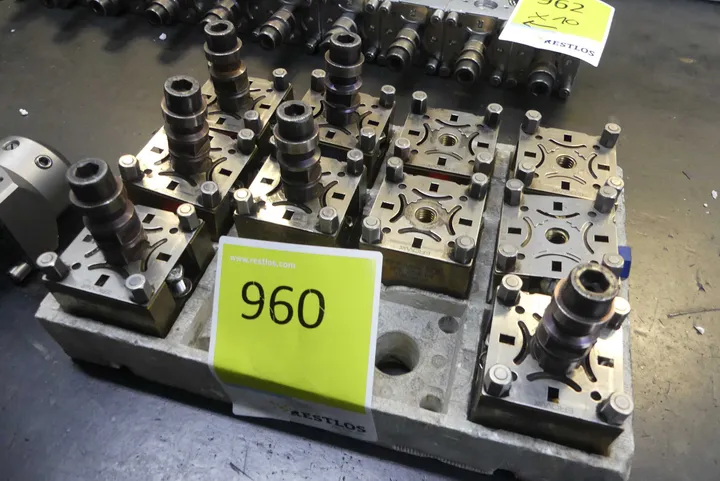 962
x 10
RESTLOS
www.restlos.com
960
RESTLOS